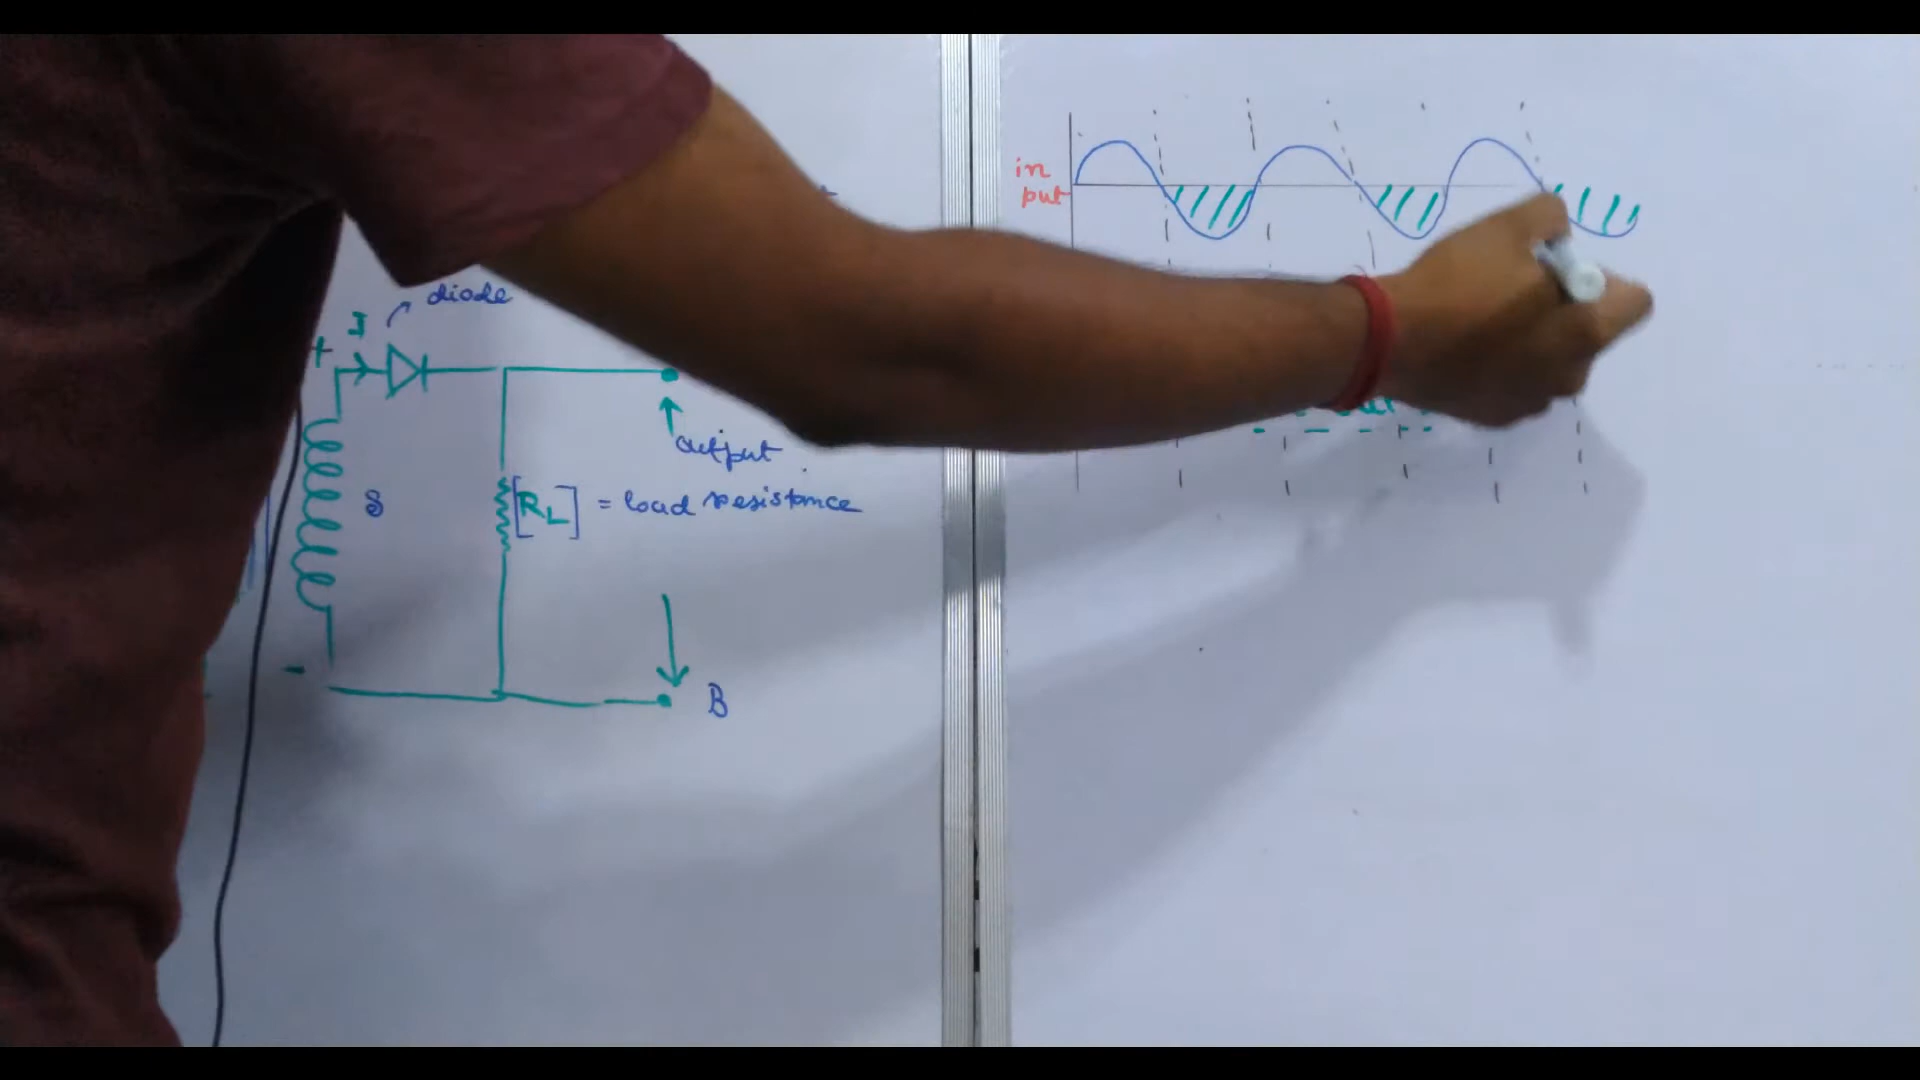 in
put
diode
I
+
output
S
[RL] = load resistance
-
B